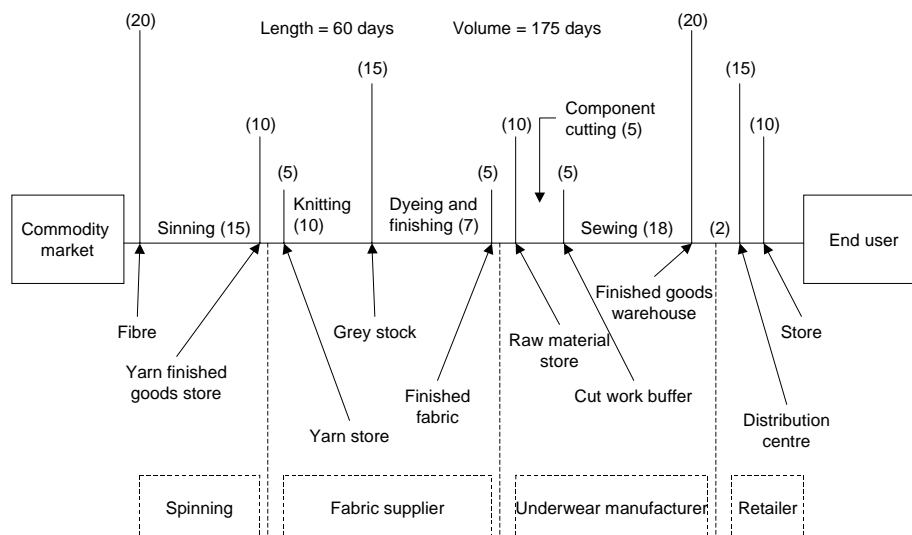 (20)
Length = 60 days
Volume = 175 days
(20)
(15)
(15)
Component
cutting (5)
(10)
(10)
(10)
(5)
(5)
(5)
Commodity
market
Sinning (15)
Knitting
(10)
Dyeing and
finishing (7)
Sewing (18)
(2)
End user
Fibre
Yarn finished
goods store
Grey stock
Raw material
store
Finished goods
warehouse
Store
Yarn store
Finished
fabric
Cut work buffer
Distribution
centre
Spinning
Fabric supplier
Underwear manufacturer
Retailer